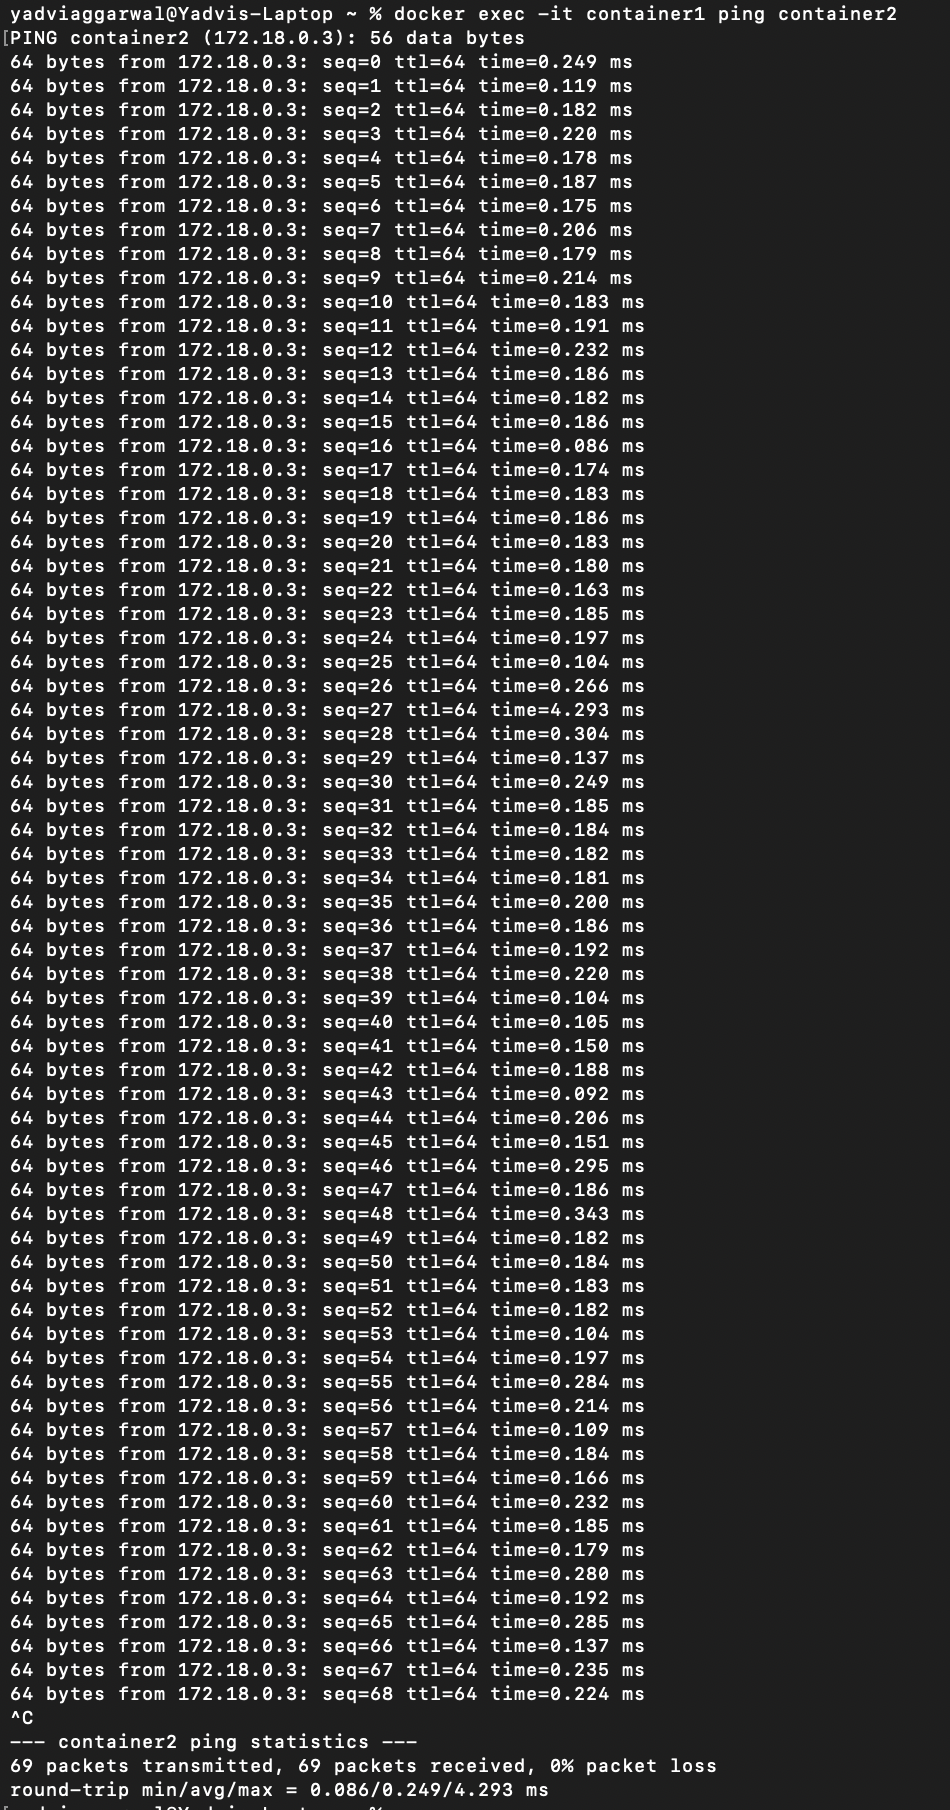 yadviaggarwal@Yadvis-Laptop ~ % docker exec -it container1 ping container2
[PING container2 (172.18.0.3): 56 data bytes
64 bytes from 172.18.0.3: seq=0 ttl=64 time=0.249 ms
64 bytes from 172.18.0.3: seq=1 ttl=64 time=0.119 ms
64 bytes from 172.18.0.3: seq=2 ttl=64 time=0.182 ms
64 bytes from 172.18.0.3: seq=3 ttl=64 time=0.220 ms
64 bytes from 172.18.0.3: seq=4 ttl=64 time=0.178 ms
64 bytes from 172.18.0.3: seq=5 ttl=64 time=0.187 ms
64 bytes from 172.18.0.3: seq=6 ttl=64 time=0.175 ms
64 bytes from 172.18.0.3: seq=7 ttl=64 time=0.206 ms
64 bytes from 172.18.0.3: seq=8 ttl=64 time=0.179 ms
64 bytes from 172.18.0.3: seq=9 ttl=64 time=0.214 ms
64 bytes from 172.18.0.3: seq=10 ttl=64 time=0.183 ms
64 bytes from 172.18.0.3: seq=11 ttl=64 time=0.191 ms
64 bytes from 172.18.0.3: seq=12 ttl=64 time=0.232 ms
64 bytes from 172.18.0.3: seq=13 ttl=64 time=0.186 ms
64 bytes from 172.18.0.3: seq=14 ttl=64 time=0.182 ms
64 bytes from 172.18.0.3: seq=15 ttl=64 time=0.186 ms
64 bytes from 172.18.0.3: seq=16 ttl=64 time=0.086 ms
64 bytes from 172.18.0.3: seq=17 ttl=64 time=0.174 ms
64 bytes from 172.18.0.3: seq=18 ttl=64 time=0.183 ms
64 bytes from 172.18.0.3: seq=19 ttl=64 time=0.186 ms
64 bytes from 172.18.0.3: seq=20 ttl=64 time=0.183 ms
64 bytes from 172.18.0.3: seq=21 ttl=64 time=0.180 ms
64 bytes from 172.18.0.3: seq=22 ttl=64 time=0.163 ms
64 bytes from 172.18.0.3: seq=23 ttl=64 time=0.185 ms
64 bytes from 172.18.0.3: seq=24 ttl=64 time=0.197 ms
64 bytes from 172.18.0.3: seq=25 ttl=64 time=0.104 ms
64 bytes from 172.18.0.3: seq=26 ttl=64 time=0.266 ms
64 bytes from 172.18.0.3: seq=27 ttl=64 time=4.293 ms
64 bytes from 172.18.0.3: seq=28 ttl=64 time=0.304 ms
64 bytes from 172.18.0.3: seq=29 ttl=64 time=0.137 ms
64 bytes from 172.18.0.3: seq=30 ttl=64 time=0.249 ms
64 bytes from 172.18.0.3: seq=31 ttl=64 time=0.185 ms
64 bytes from 172.18.0.3: seq=32 ttl=64 time=0.184 ms
64 bytes from 172.18.0.3: seq=33 ttl=64 time=0.182 ms
64 bytes from 172.18.0.3: seq=34 ttl=64 time=0.181 ms
64 bytes from 172.18.0.3: seq=35 ttl=64 time=0.200 ms
64 bytes from 172.18.0.3: seq=36 ttl=64 time=0.186 ms
64 bytes from 172.18.0.3: seq=37 ttl=64 time=0.192 ms
64 bytes from 172.18.0.3: seq=38 ttl=64 time=0.220 ms
64 bytes from 172.18.0.3: seq=39 ttl=64 time=0.104 ms
64 bytes from 172.18.0.3: seq=40 ttl=64 time=0.105 ms
64 bytes from 172.18.0.3: seq=41 ttl=64 time=0.150 ms
64 bytes from 172.18.0.3: seq=42 ttl=64 time=0.188 ms
64 bytes from 172.18.0.3: seq=43 ttl=64 time=0.092 ms
64 bytes from 172.18.0.3: seq=44 ttl=64 time=0.206 ms
64 bytes from 172.18.0.3: seq=45 ttl=64 time=0.151 ms
64 bytes from 172.18.0.3: seq=46 ttl=64 time=0.295 ms
64 bytes from 172.18.0.3: seq=47 ttl=64 time=0.186 ms
64 bytes from 172.18.0.3: seq=48 ttl=64 time=0.343 ms
64 bytes from 172.18.0.3: seq=49 ttl=64 time=0.182 ms
64 bytes from 172.18.0.3: seq=50 ttl=64 time=0.184 ms
64 bytes from 172.18.0.3: seq=51 ttl=64 time=0.183 ms
64 bytes from 172.18.0.3: seq=52 ttl=64 time=0.182 ms
64 bytes from 172.18.0.3: seq=53 ttl=64 time=0.104 ms
64 bytes from 172.18.0.3: seq=54 ttl=64 time=0.197 ms
64 bytes from 172.18.0.3: seq=55 ttl=64 time=0.284 ms
64 bytes from 172.18.0.3: seq=56 ttl=64 time=0.214 ms
64 bytes from 172.18.0.3: seq=57 ttl=64 time=0.109 ms
64 bytes from 172.18.0.3: seq=58 ttl=64 time=0.184 ms
64 bytes from 172.18.0.3: seq=59 ttl=64 time=0.166 ms
64 bytes from 172.18.0.3: seq=60 ttl=64 time=0.232 ms
64 bytes from 172.18.0.3: seq=61 ttl=64 time=0.185 ms
64 bytes from 172.18.0.3: seq=62 ttl=64 time=0.179 ms
64 bytes from 172.18.0.3: seq=63 ttl=64 time=0.280 ms
64 bytes from 172.18.0.3: seq=64 ttl=64 time=0.192 ms
64 bytes from 172.18.0.3: seq=65 ttl=64 time=0.285 ms
64 bytes from 172.18.0.3: seq=66 ttl=64 time=0.137 ms
64 bytes from 172.18.0.3: seq=67 ttl=64 time=0.235 ms
64 bytes from 172.18.0.3: seq=68 ttl=64 time=0.224 ms
^C
--- container2 ping statistics ---
69 packets transmitted, 69 packets received, 0% packet loss
round-trip min/avg/max = 0.086/0.249/4.293 ms